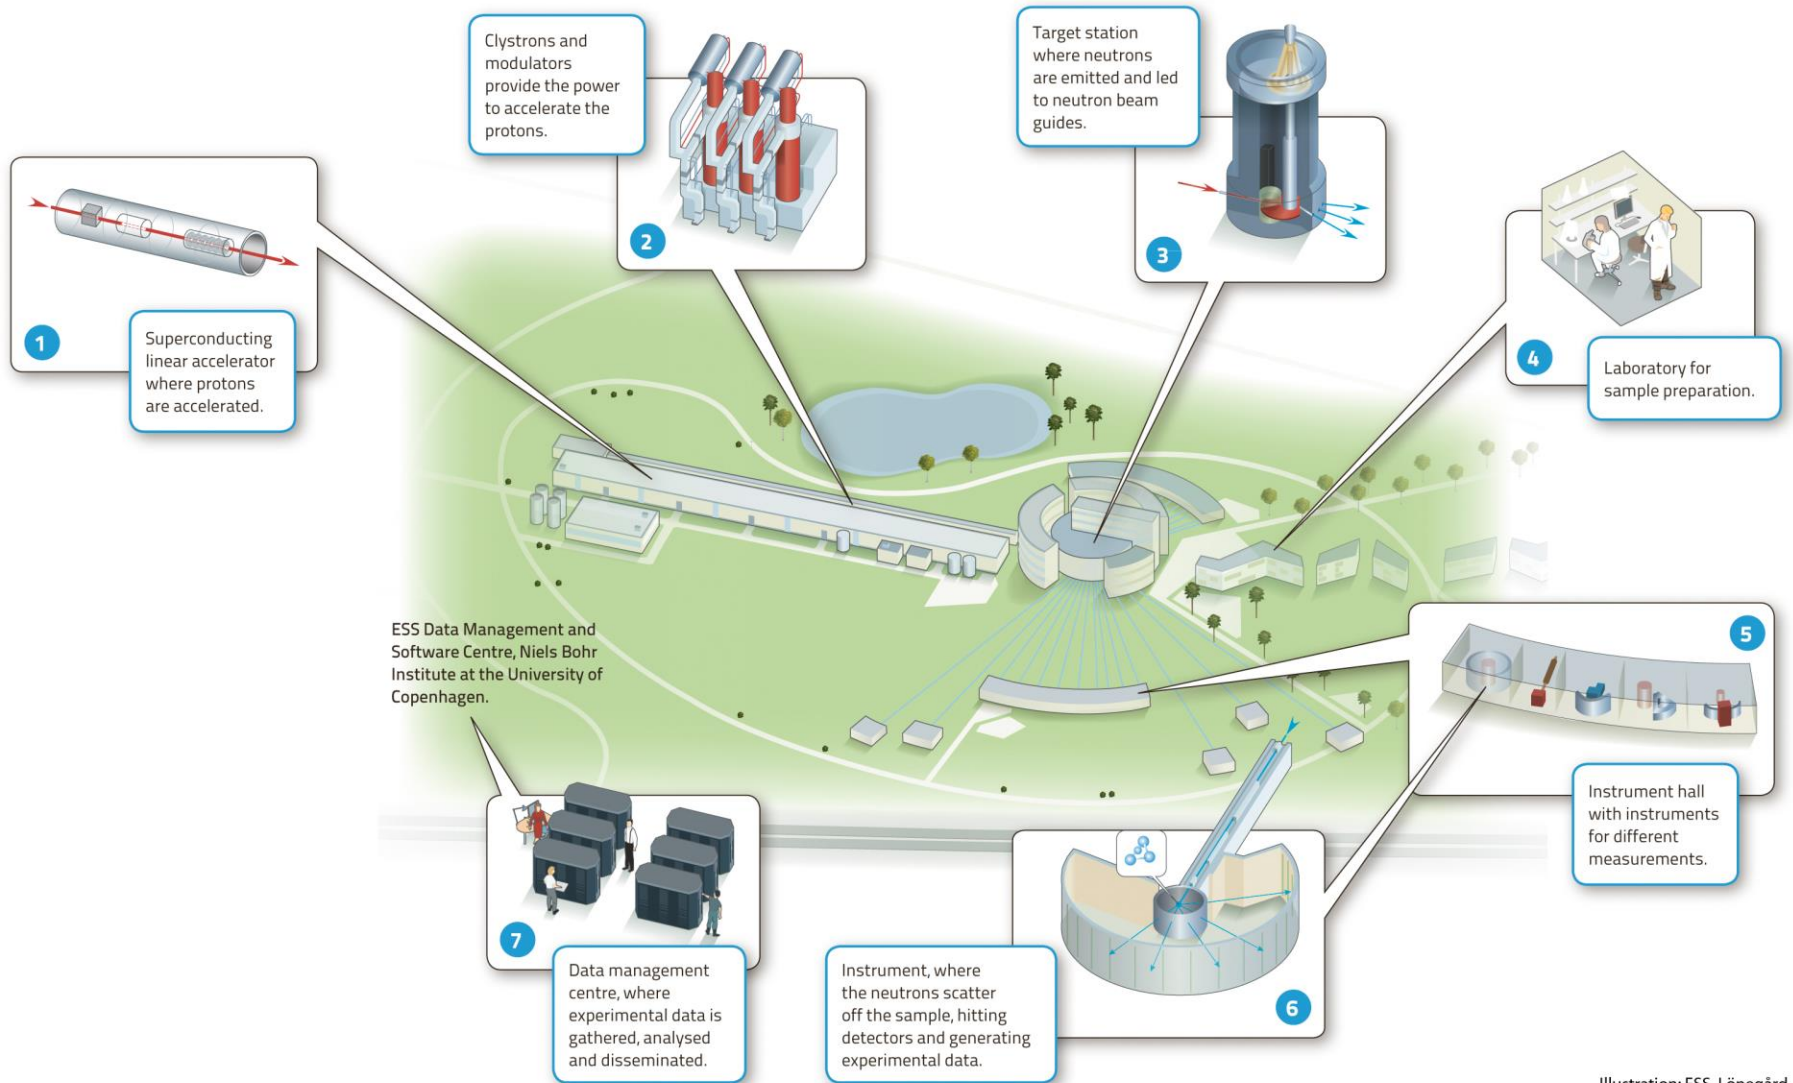 1
Superconducting
linear accelerator
where protons
are accelerated.
Clystrons and
modulators
provide the power
to accelerate the
protons.
2
Target station
where neutrons
are emitted and led
to neutron beam
guides.
3
4
Laboratory for
sample preparation.
5
Instrument hall
with instruments
for different
measurements.
Instrument, where
the neutrons scatter
off the sample, hitting
detectors and generating
experimental data.
6
ESS Data Management and
Software Centre, Niels Bohr
Institute at the University of
Copenhagen.
7
Data management
centre, where
experimental data is
gathered, analysed
and disseminated.